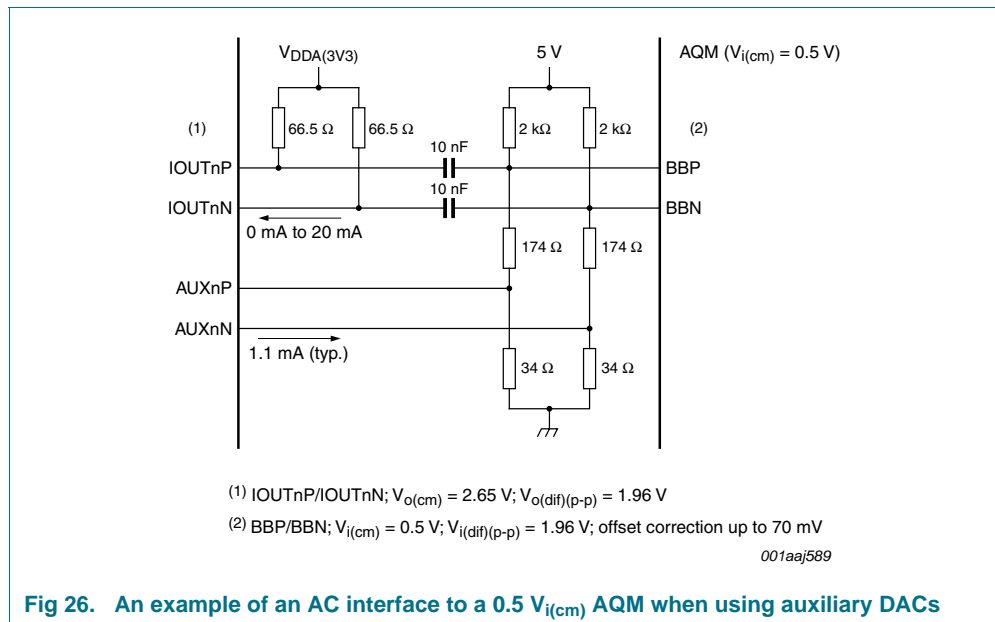 V_DDA(3V3) 5 V AQM (V_i(cm) = 0.5 V)
(1) 66.5 Ω 66.5 Ω 2 kΩ 2 kΩ (2)
10 nF
IOUTnP BBP
10 nF
IOUTnN BBN
0 mA to 20 mA
174 Ω 174 Ω
AUXnP
AUXnN
1.1 mA (typ.)
34 Ω 34 Ω
(1) IOUTnP/IOUTnN; V_o(cm) = 2.65 V; V_o(dif)(p-p) = 1.96 V
(2) BBP/BBN; V_i(cm) = 0.5 V; V_i(dif)(p-p) = 1.96 V; offset correction up to 70 mV
001aaj589
Fig 26. An example of an AC interface to a 0.5 V_i(cm) AQM when using auxiliary DACs